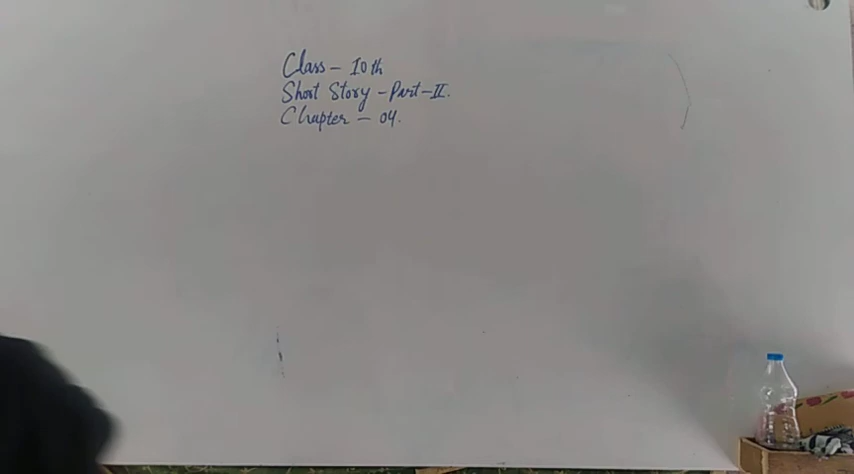 Class - 10th
Short Story - Part - II.
Chapter - 04.